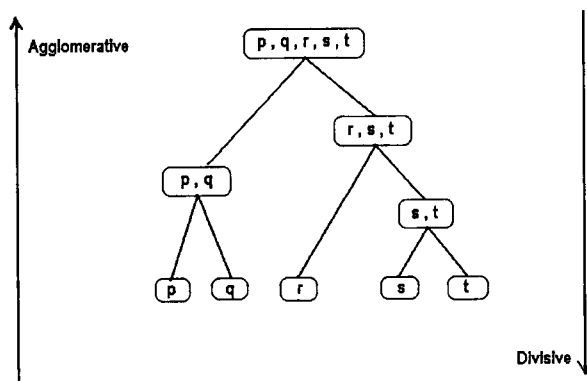 Agglomerative
p, q, r, s, t
r, s, t
p, q
s, t
p
q
r
s
t
Divisive